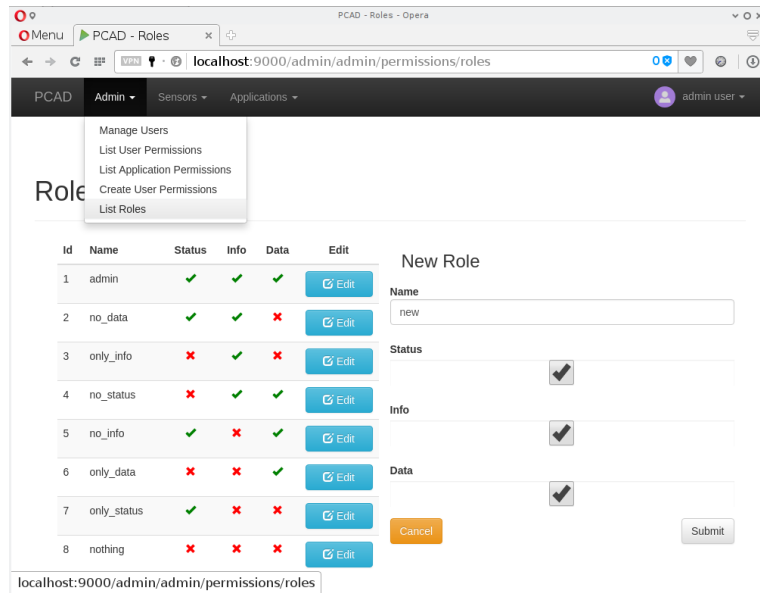 PCAD - Roles - Opera
Menu PCAD - Roles
VPN localhost:9000/admin/admin/permissions/roles 0
PCAD Admin Sensors Applications admin user
Manage Users
List User Permissions
List Application Permissions
Create User Permissions
List Roles
Role
Id Name Status Info Data Edit
1 admin Edit
2 no_data Edit
3 only_info Edit
4 no_status Edit
5 no_info Edit
6 only_data Edit
7 only_status Edit
8 nothing Edit
New Role
Name
new
Status
Info
Data
Cancel Submit
localhost:9000/admin/admin/permissions/roles